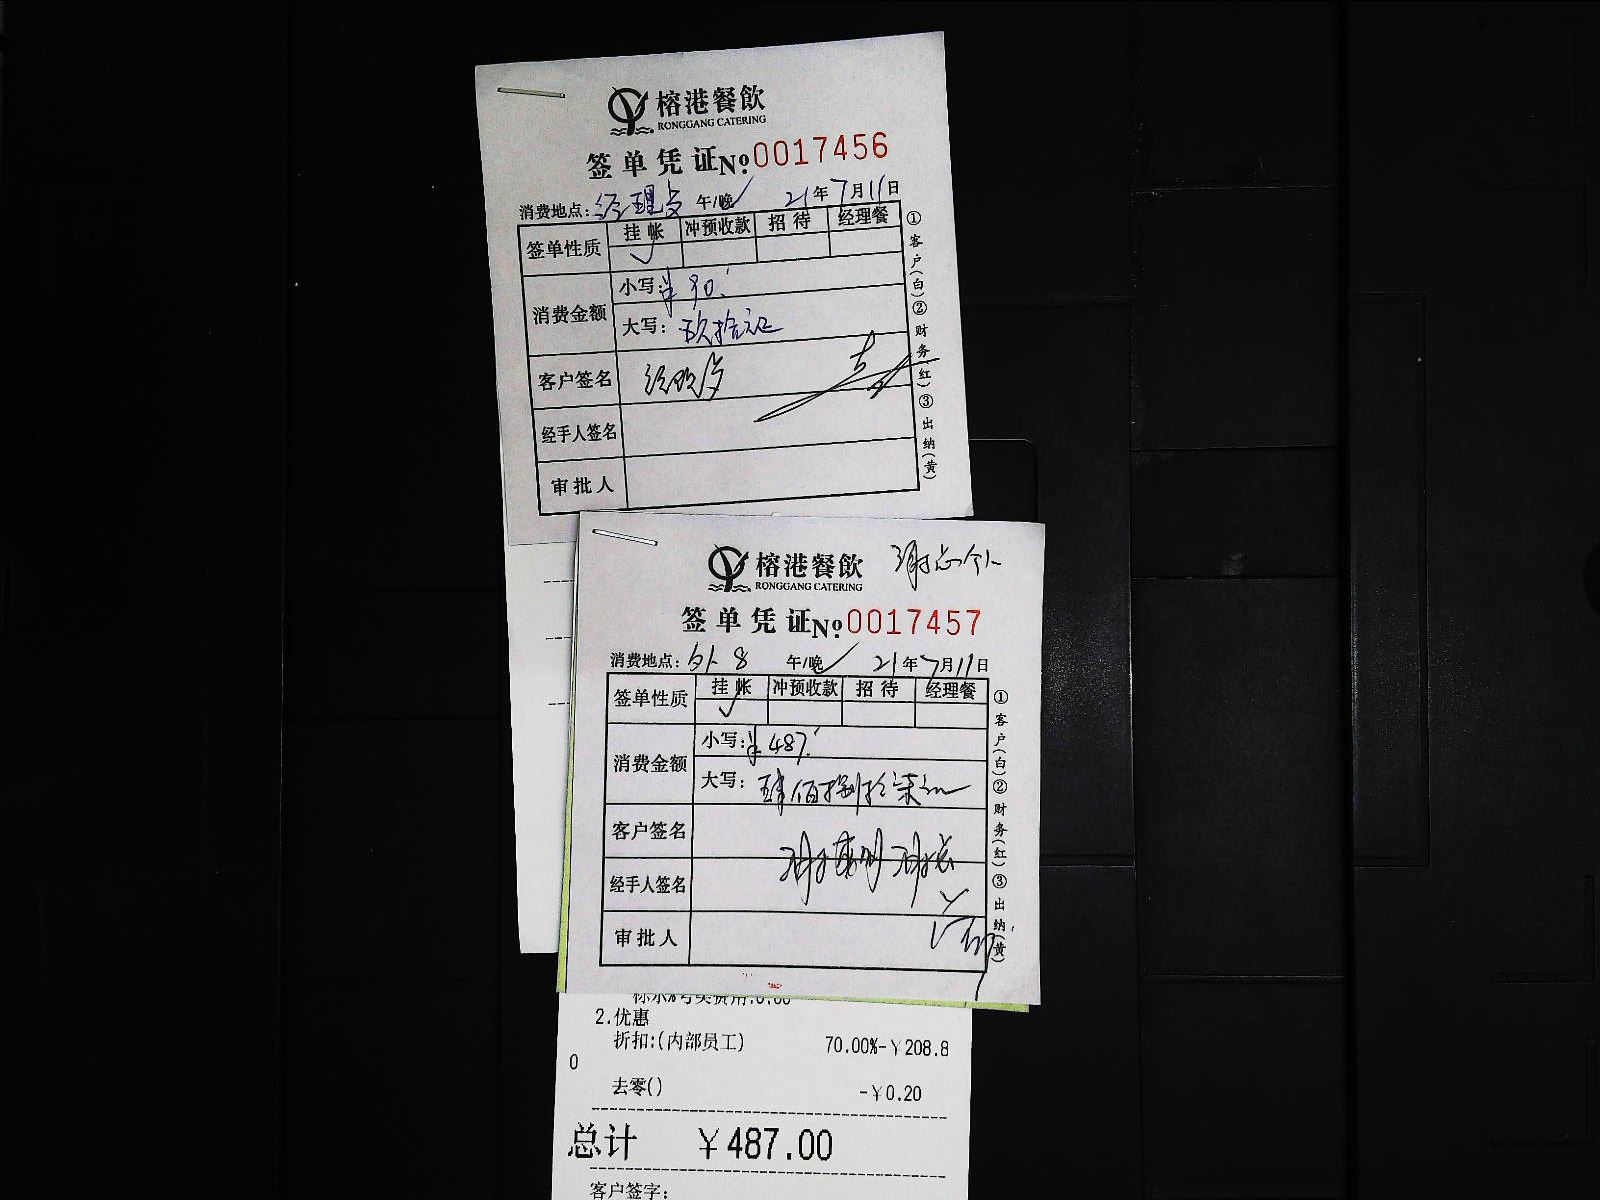 榕港餐飲
RONGGANG CATERING
签单凭证 №0017456
消费地点: 经理房 午/晚 21年7月11日
签单性质 挂帐 冲预收款 招待 经理餐
消费金额 小写:¥90.
大写:玖拾元正
客户签名
经手人签名
审批人
①客户(白)②财务(红)③出纳(黄)
榕港餐飲
RONGGANG CATERING
签单凭证 №0017457
消费地点: 外8 午/晚 21年7月11日
签单性质 挂帐 冲预收款 招待 经理餐
消费金额 小写:¥487.
大写:肆佰捌拾柒元
客户签名
经手人签名
审批人
①客户(白)②财务(红)③出纳(黄)
2.优惠
折扣:(内部员工) 70.00%-¥208.8
0
去零() -¥0.20
总计 ¥487.00
客户签字: